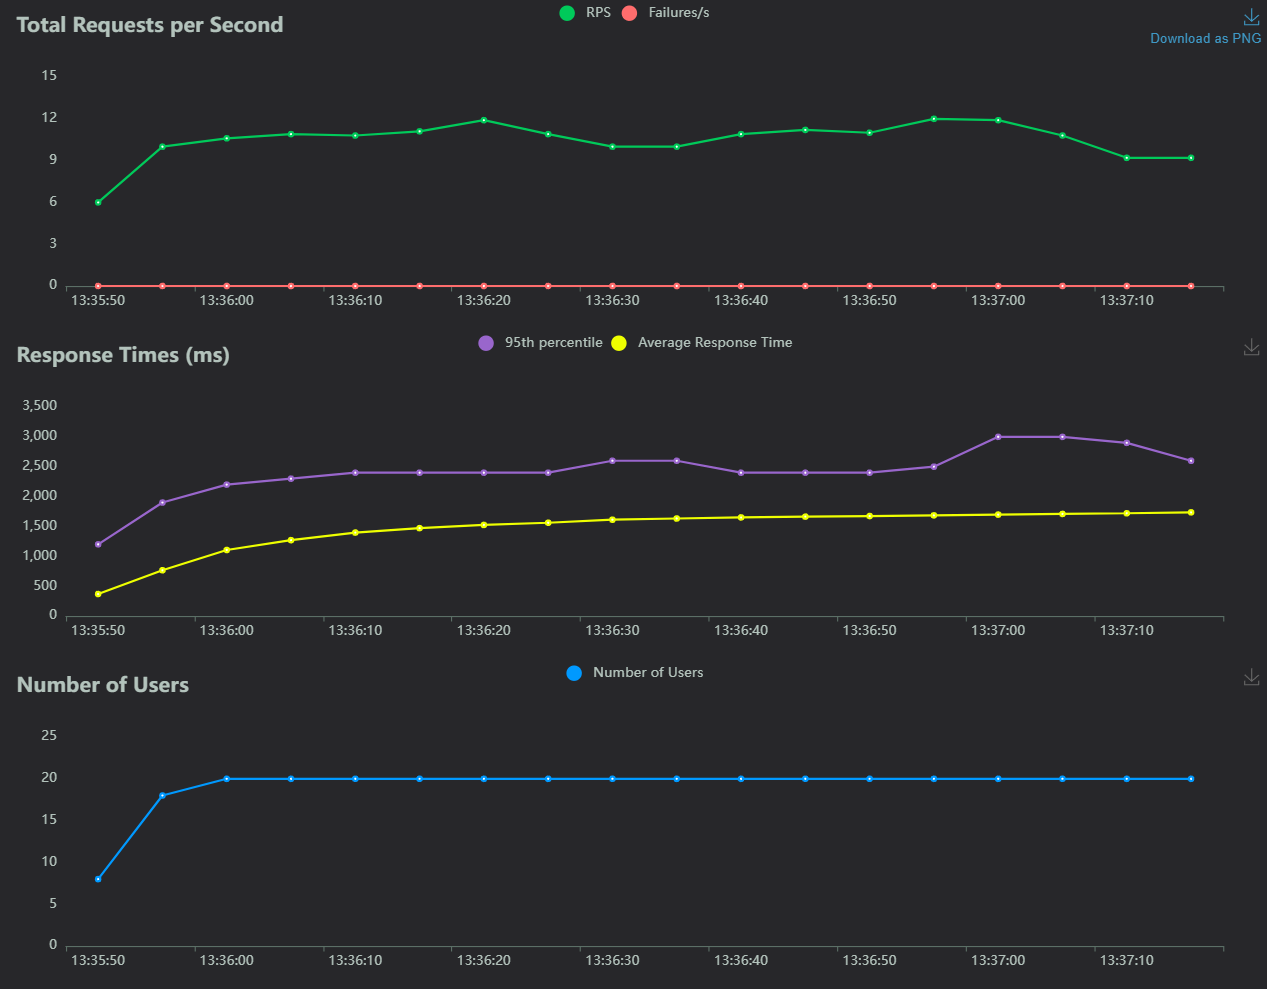 Total Requests per Second
RPS Failures/s
Download as PNG
15
12
9
6
3
0
13:35:50 13:36:00 13:36:10 13:36:20 13:36:30 13:36:40 13:36:50 13:37:00 13:37:10
Response Times (ms)
95th percentile Average Response Time
3,500
3,000
2,500
2,000
1,500
1,000
500
0
13:35:50 13:36:00 13:36:10 13:36:20 13:36:30 13:36:40 13:36:50 13:37:00 13:37:10
Number of Users
Number of Users
25
20
15
10
5
0
13:35:50 13:36:00 13:36:10 13:36:20 13:36:30 13:36:40 13:36:50 13:37:00 13:37:10